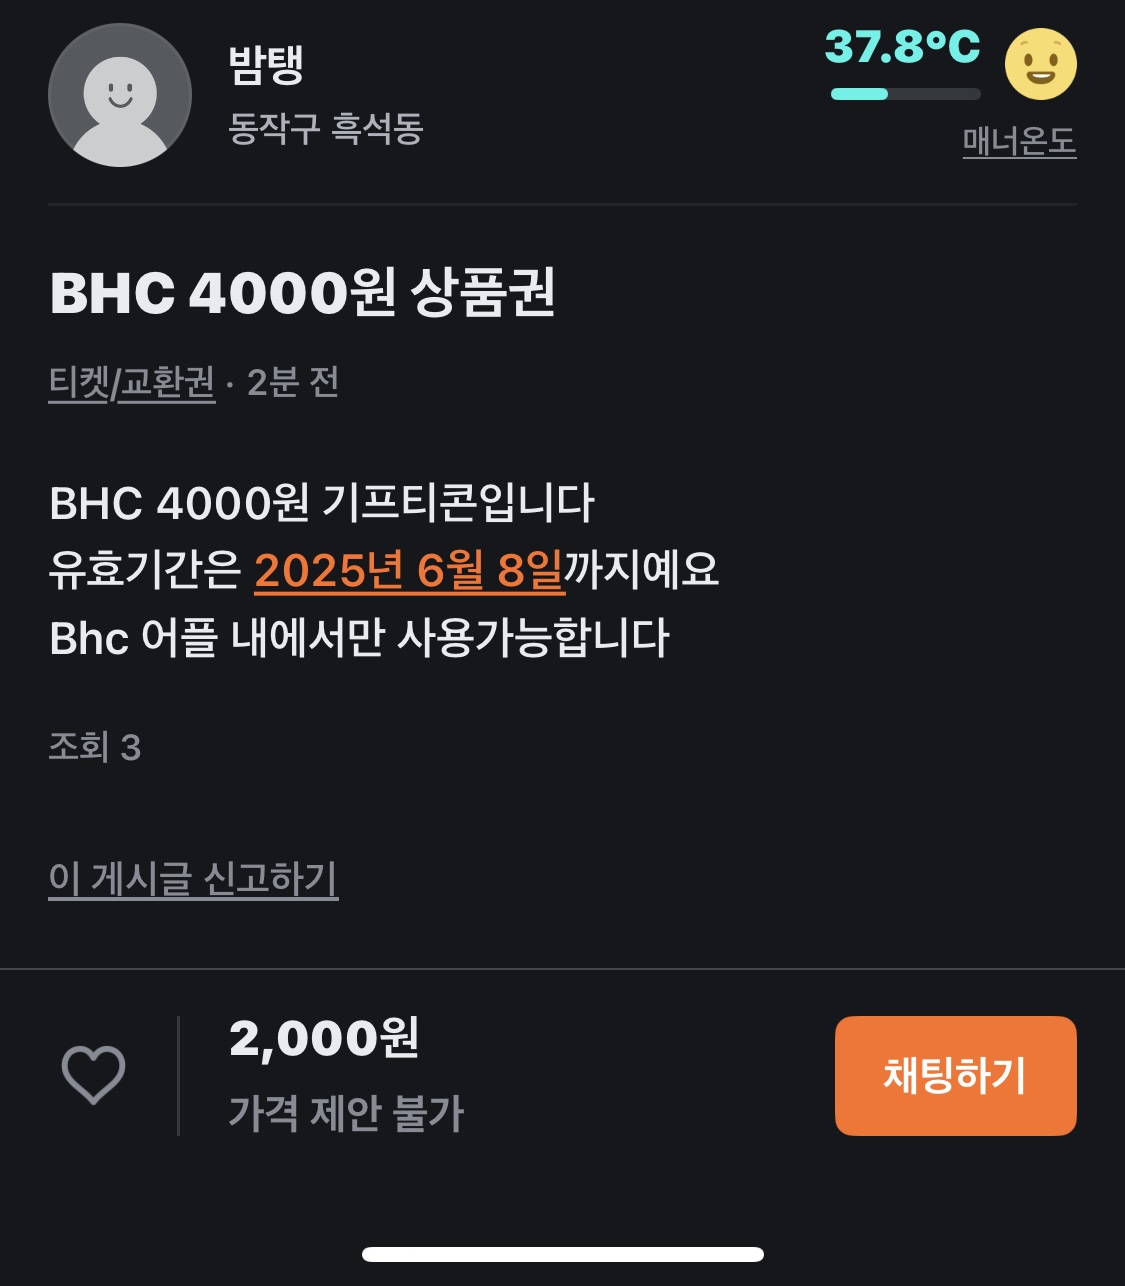 밤탱
동작구 흑석동
37.8°C
매너온도
BHC 4000원 상품권
티켓/교환권 · 2분 전
BHC 4000원 기프티콘입니다
유효기간은 2025년 6월 8일까지예요
Bhc 어플 내에서만 사용가능합니다
조회 3
이 게시글 신고하기
2,000원
가격 제안 불가
채팅하기